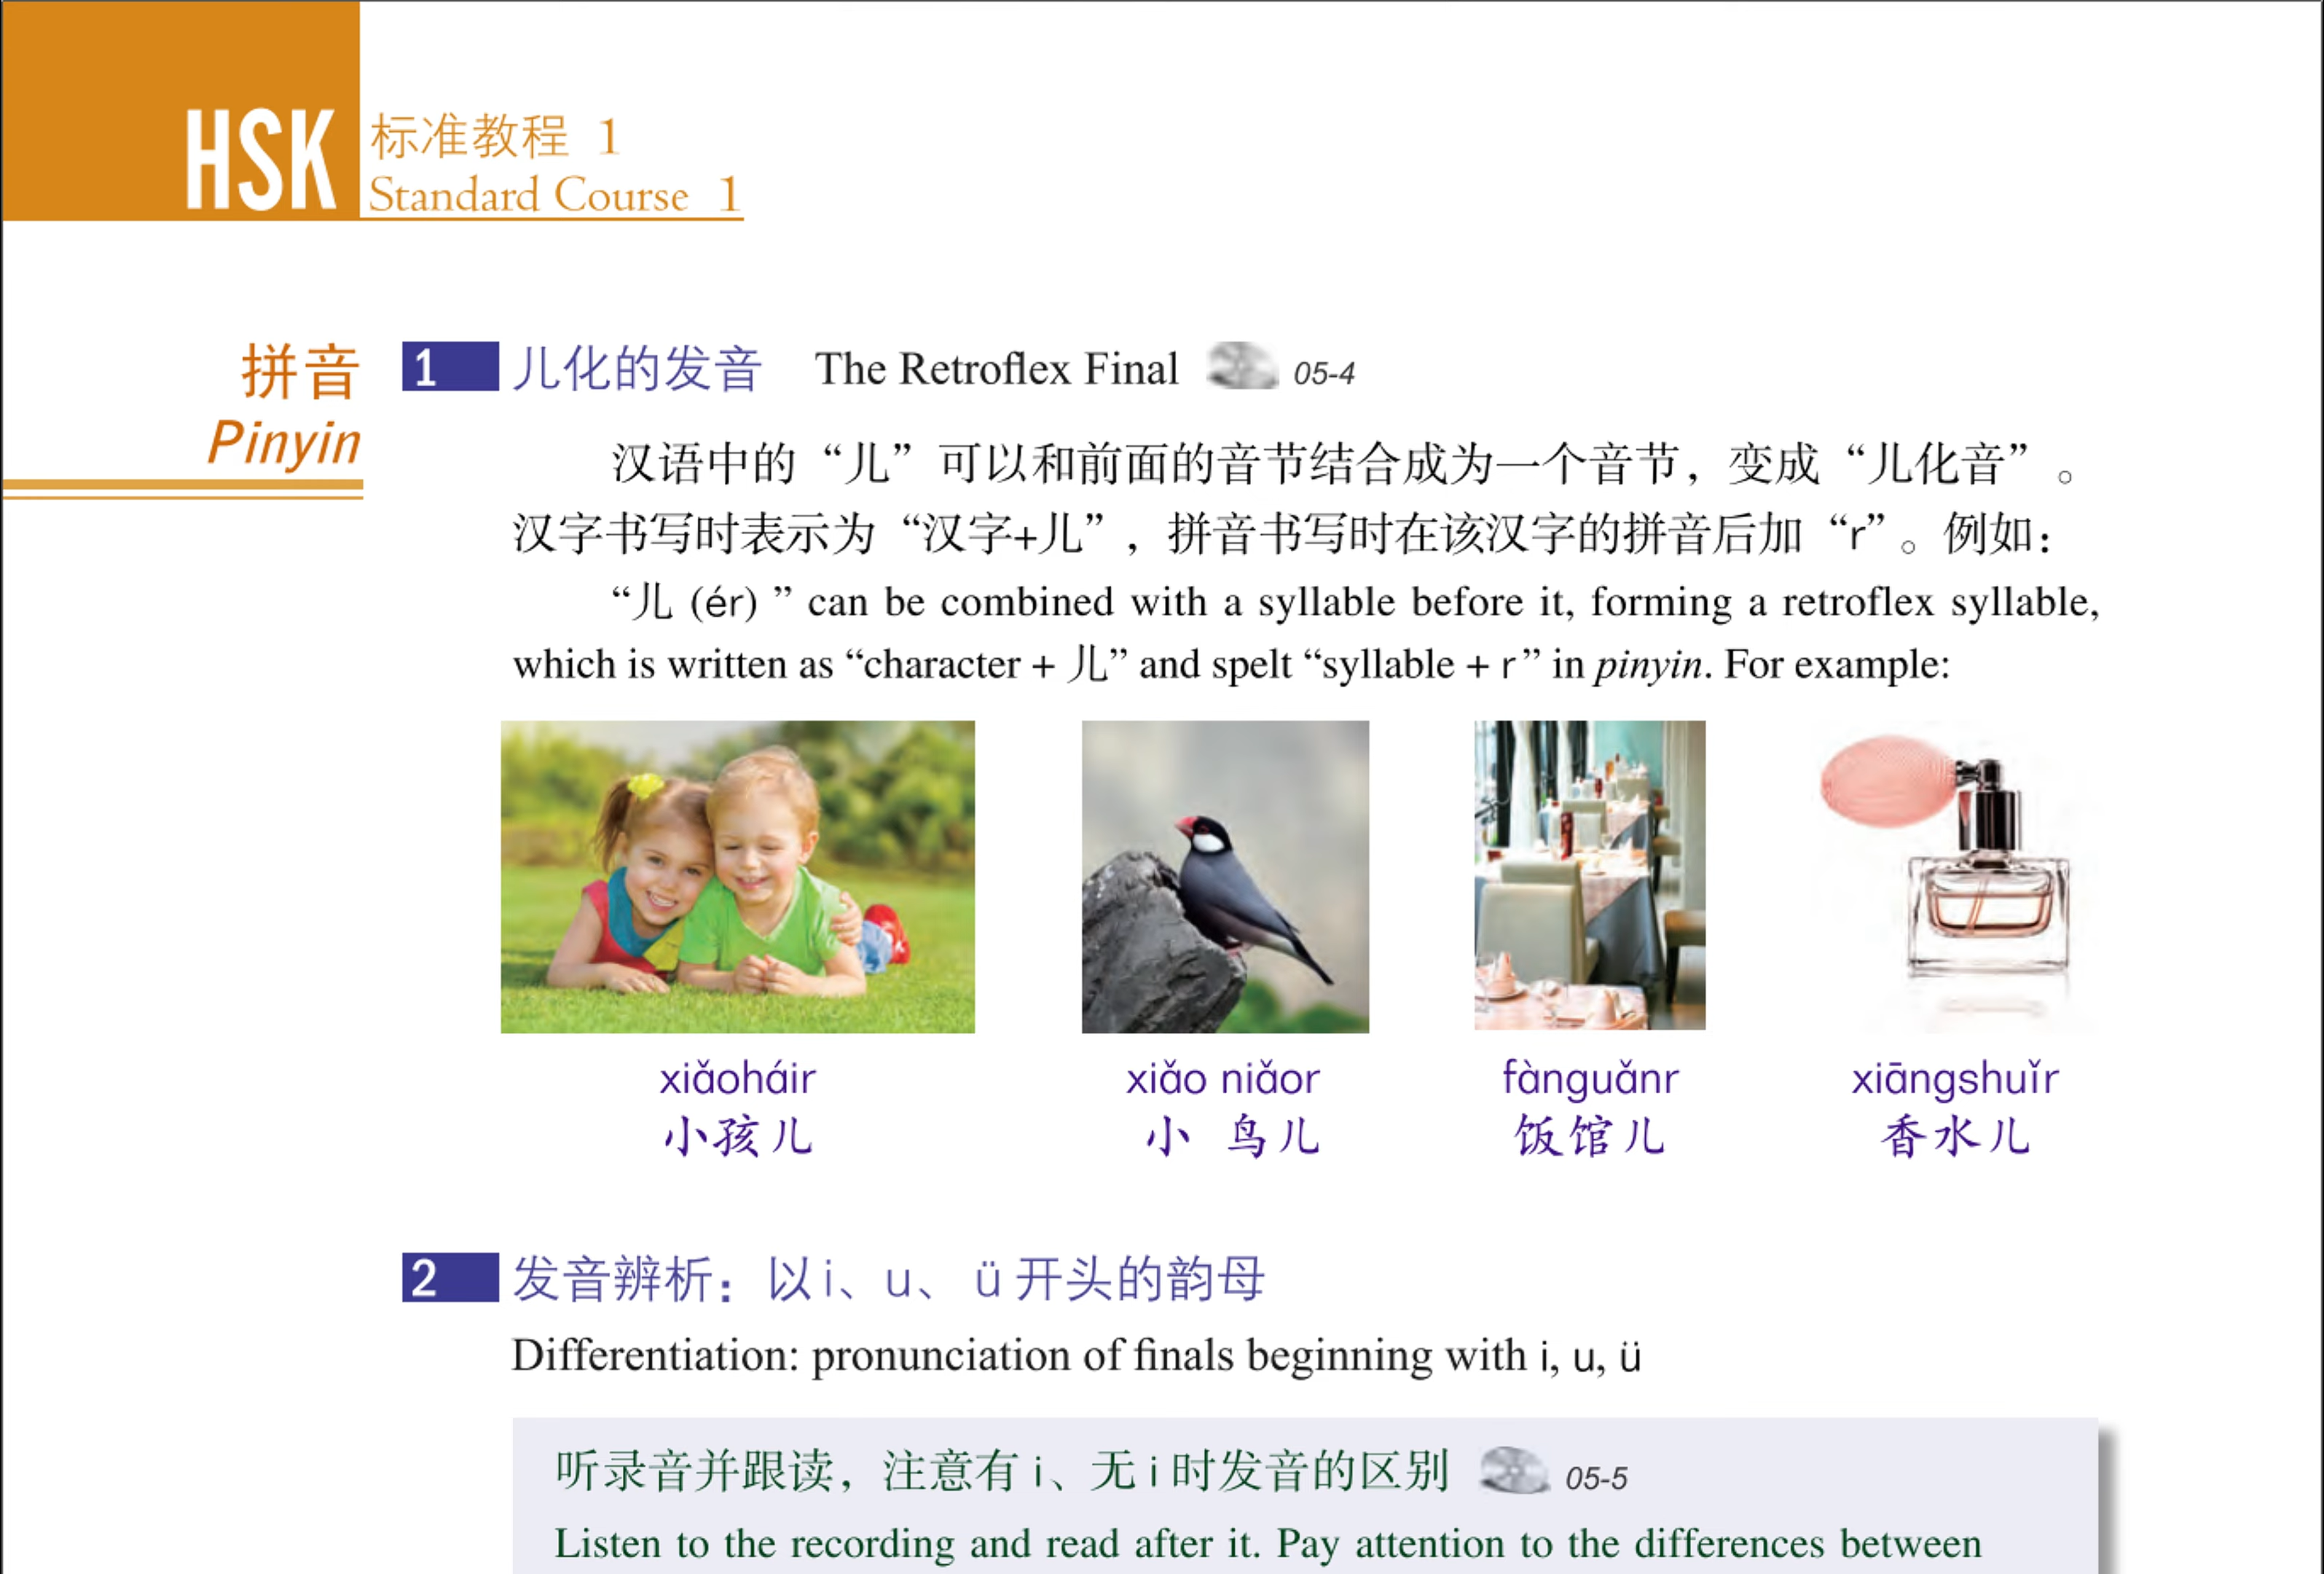 HSK 标准教程 1
Standard Course 1
拼音
Pinyin
1 儿化的发音 The Retroflex Final 05-4
汉语中的“儿”可以和前面的音节结合成为一个音节，变成“儿化音”。
汉字书写时表示为“汉字+儿”，拼音书写时在该汉字的拼音后加“r”。例如：
“儿 (ér) ” can be combined with a syllable before it, forming a retroflex syllable,
which is written as “character + 儿” and spelt “syllable + r” in pinyin. For example:
xiǎoháir xiǎo niǎor fànguǎnr xiāngshuǐr
小孩儿 小 鸟儿 饭馆儿 香水儿
2 发音辨析：以 i、u、ü 开头的韵母
Differentiation: pronunciation of finals beginning with i, u, ü
听录音并跟读，注意有 i、无 i 时发音的区别 05-5
Listen to the recording and read after it. Pay attention to the differences between